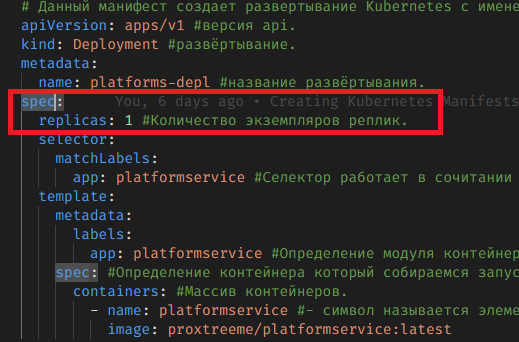 # Данный манифест создает развертывание Kubernetes с имене
apiVersion: apps/v1 #версия api.
kind: Deployment #развёртывание.
metadata:
name: platforms-depl #название развёртывания.
spec: You, 6 days ago • Creating Kubernetes Manifests
replicas: 1 #Количество экземпляров реплик.
selector:
matchLabels:
app: platformservice #Селектор работает в сочитании
template:
metadata:
labels:
app: platformservice #Определение модуля контейнер
spec: #Определение контейнера который собираемся запус
containers: #Массив контейнеров.
- name: platformservice #- символ называется элеме
image: proxtreeme/platformservice:latest